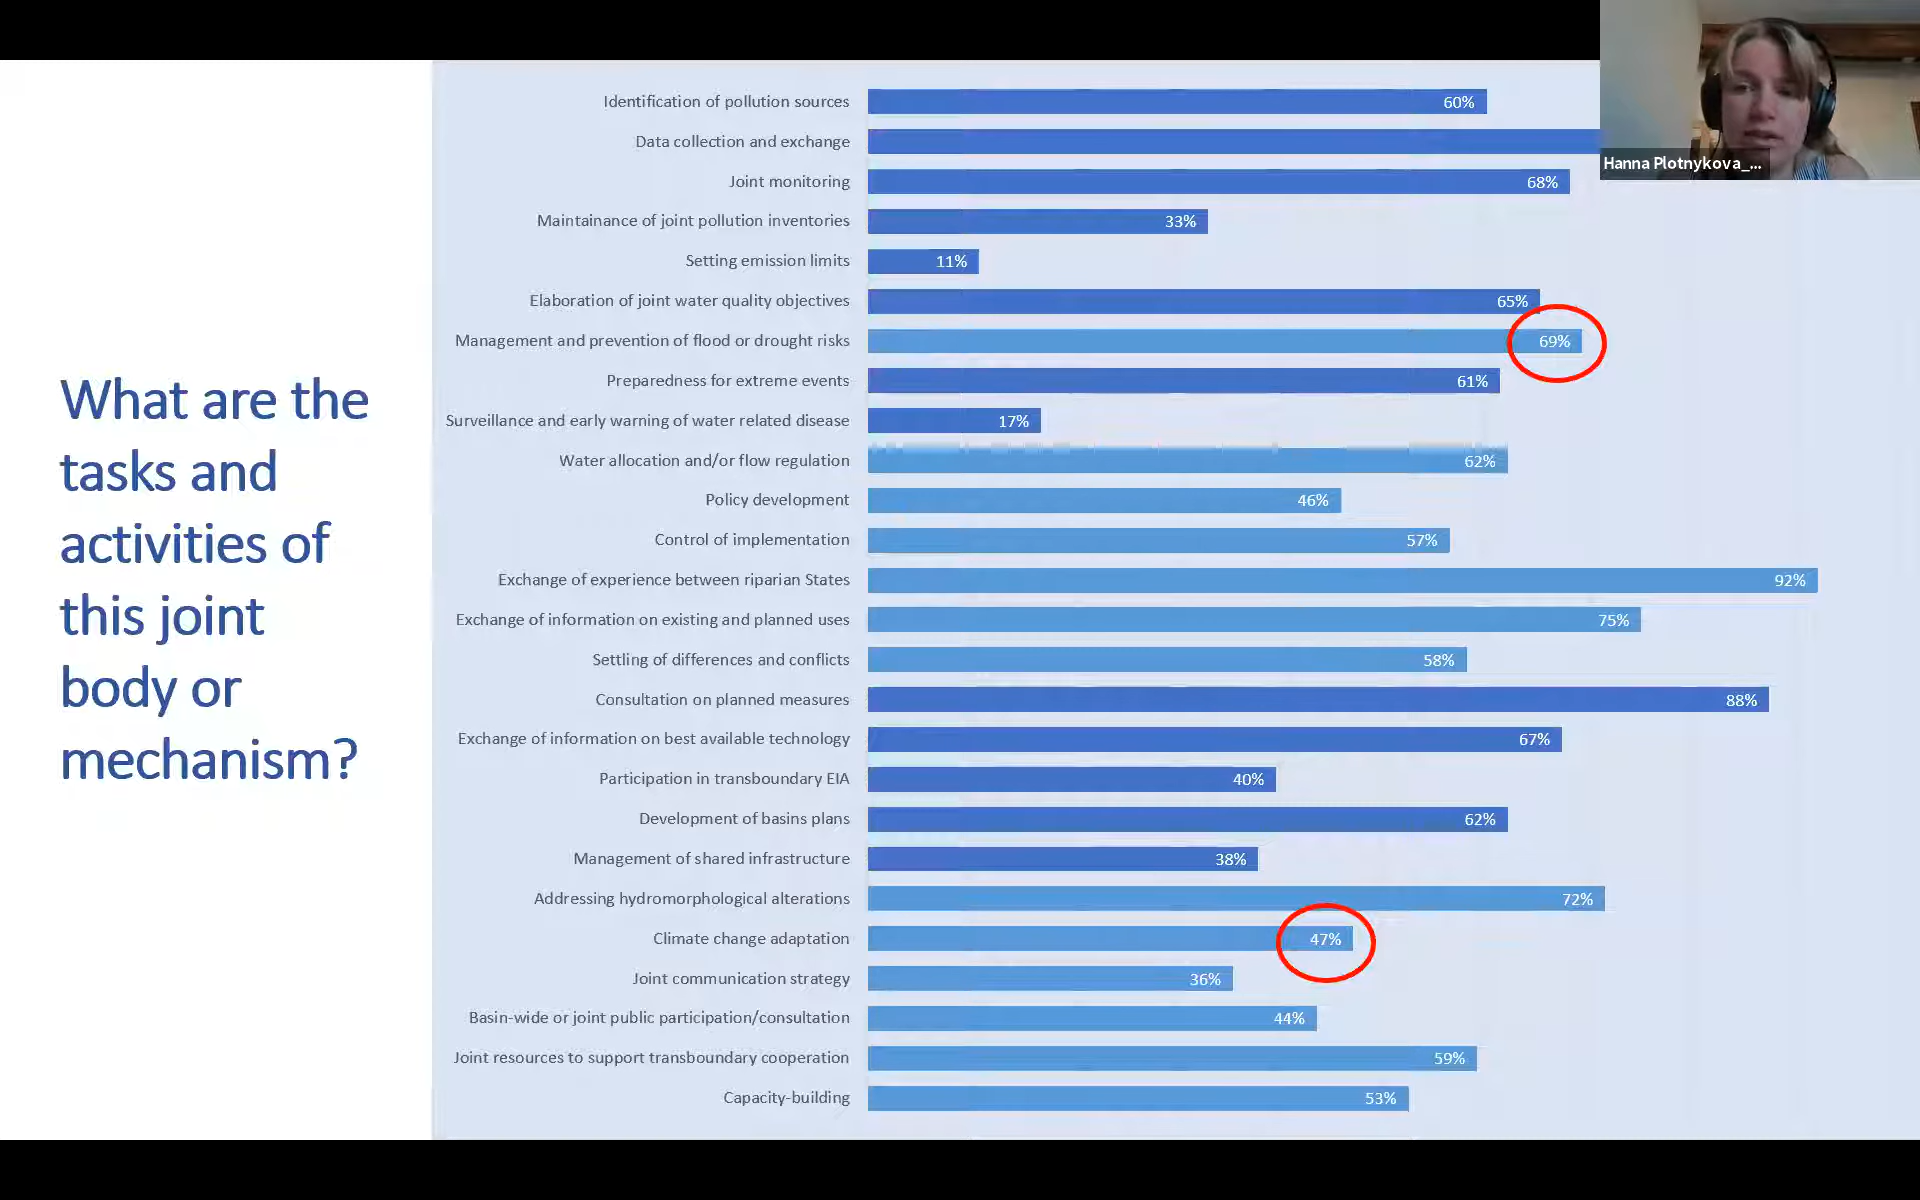 What are the
tasks and
activities of
this joint
body or
mechanism?
Identification of pollution sources 60%
Data collection and exchange
Joint monitoring 68%
Maintainance of joint pollution inventories 33%
Setting emission limits 11%
Elaboration of joint water quality objectives 65%
Management and prevention of flood or drought risks 69%
Preparedness for extreme events 61%
Surveillance and early warning of water related disease 17%
Water allocation and/or flow regulation 62%
Policy development 46%
Control of implementation 57%
Exchange of experience between riparian States 92%
Exchange of information on existing and planned uses 75%
Settling of differences and conflicts 58%
Consultation on planned measures 88%
Exchange of information on best available technology 67%
Participation in transboundary EIA 40%
Development of basins plans 62%
Management of shared infrastructure 38%
Addressing hydromorphological alterations 72%
Climate change adaptation 47%
Joint communication strategy 36%
Basin-wide or joint public participation/consultation 44%
Joint resources to support transboundary cooperation 59%
Capacity-building 53%
Hanna Plotnykova_...